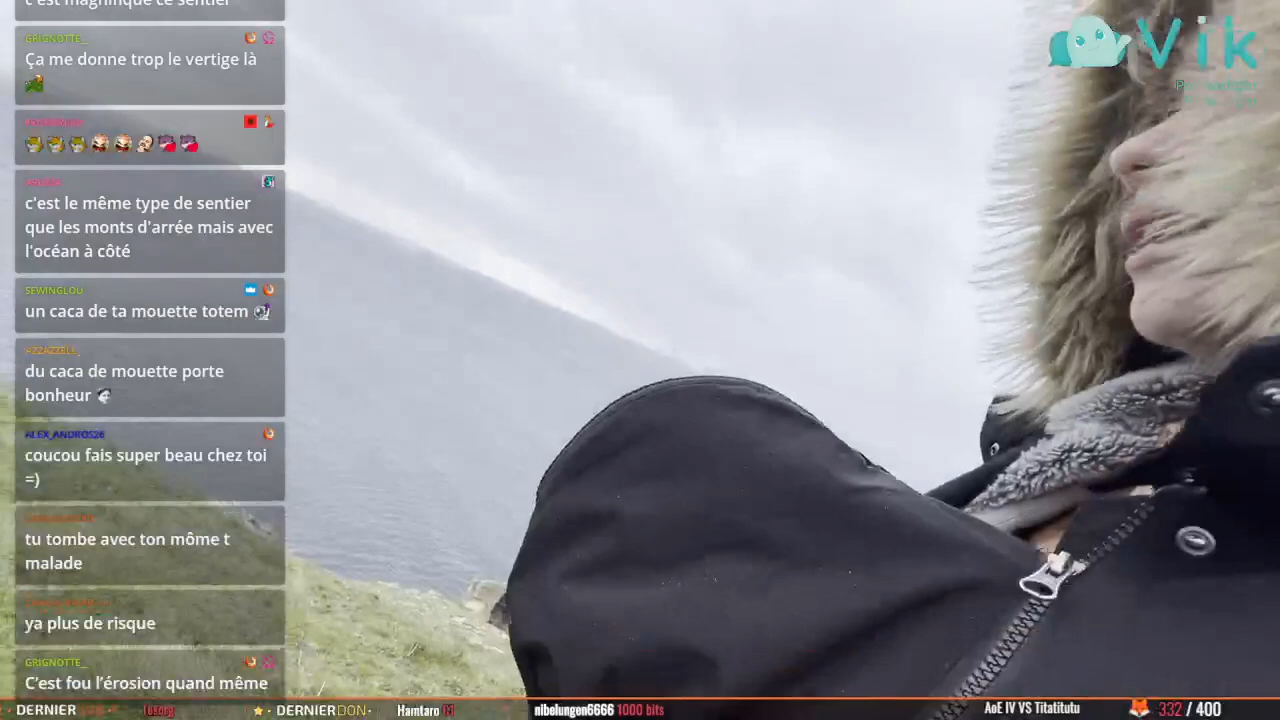 c'est magnifique ce sentier
GRIGNOTTE_
Ça me donne trop le vertige là
c'est le même type de sentier
que les monts d'arrée mais avec
l'océan à côté
SEWINGLOU
un caca de ta mouette totem
AZZAZZELL_
du caca de mouette porte
bonheur
ALEX_ANDROS26
coucou fais super beau chez toi
=)
tu tombe avec ton môme t
malade
ya plus de risque
GRIGNOTTE_
C'est fou l'érosion quand même
Vik
DERNIER
DERNIER DON
Hamtaro
nibelungen6666 1000 bits
AoE IV VS Titatitutu
332 / 400